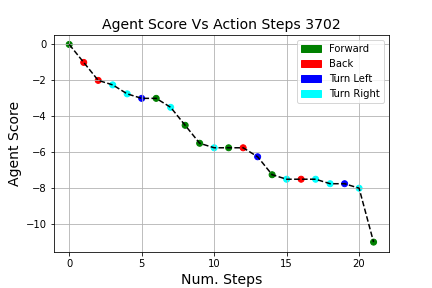 Agent Score Vs Action Steps 3702
Forward
Back
Turn Left
Turn Right
Agent Score
0
−2
−4
−6
−8
−10
0 5 10 15 20
Num. Steps